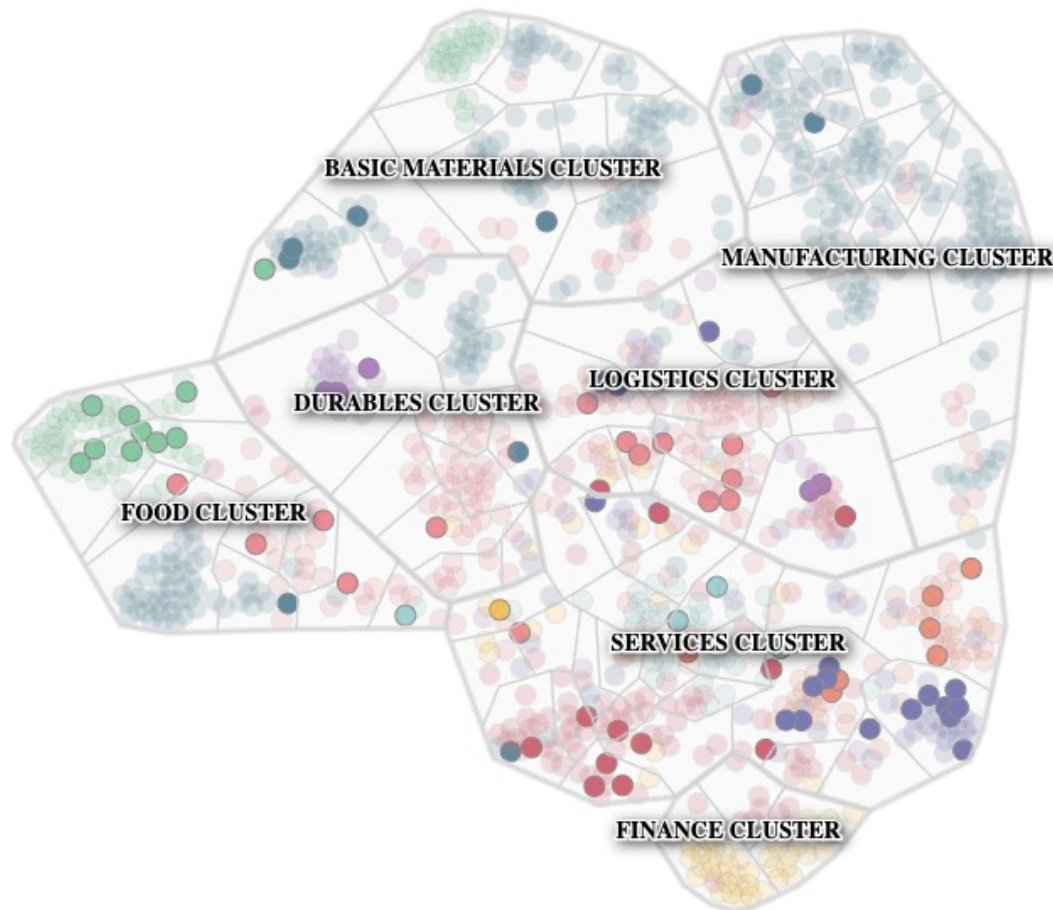 BASIC MATERIALS CLUSTER
MANUFACTURING CLUSTER
LOGISTICS CLUSTER
DURABLES CLUSTER
FOOD CLUSTER
SERVICES CLUSTER
FINANCE CLUSTER